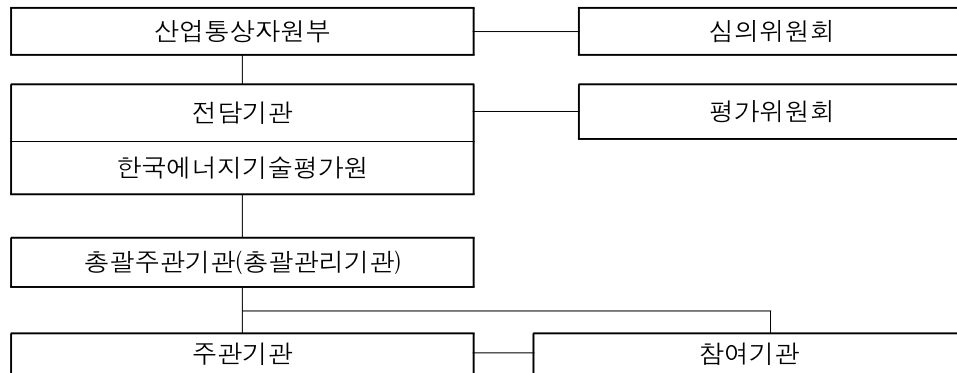 산업통상자원부
심의위원회
전담기관
평가위원회
한국에너지기술평가원
총괄주관기관(총괄관리기관)
주관기관
참여기관